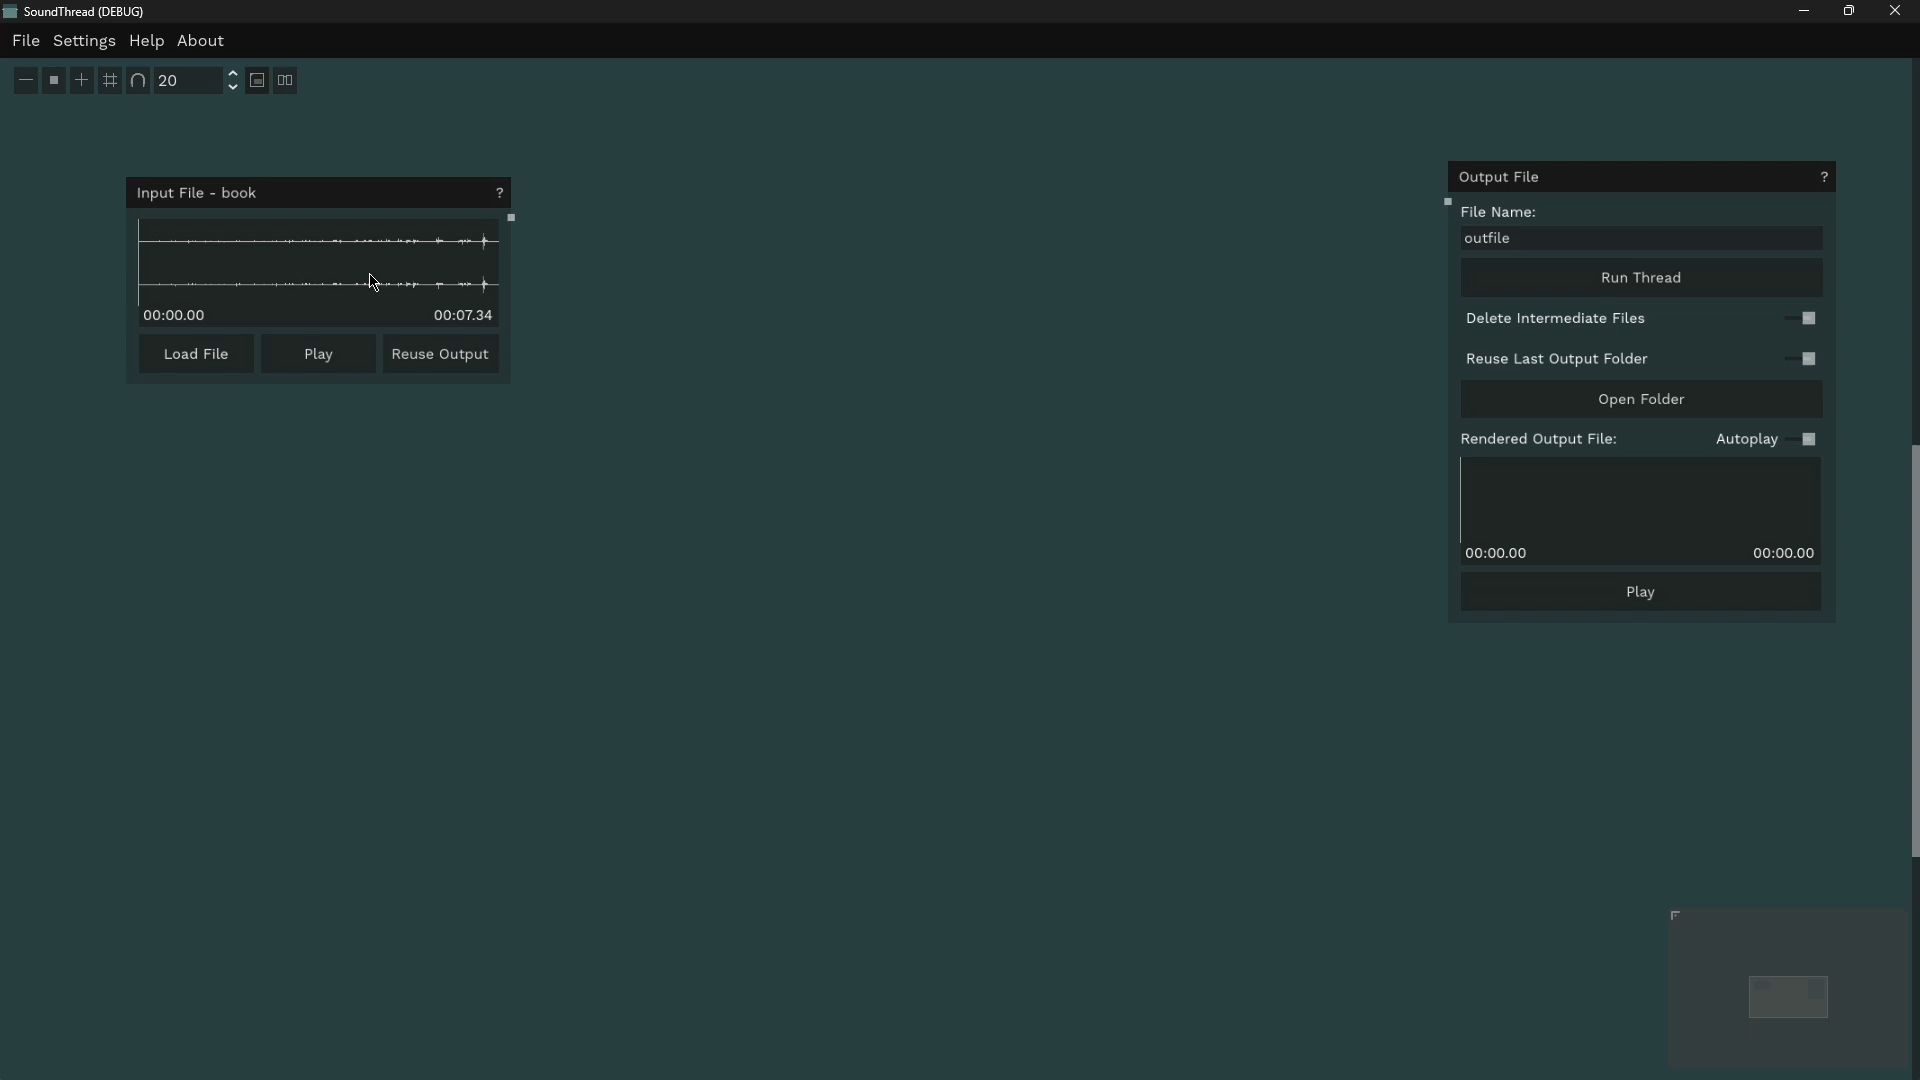 SoundThread (DEBUG)
File Settings Help About
20
Input File - book ?
00:00.00 00:07.34
Load File Play Reuse Output
Output File ?
File Name:
outfile
Run Thread
Delete Intermediate Files
Reuse Last Output Folder
Open Folder
Rendered Output File: Autoplay
00:00.00 00:00.00
Play